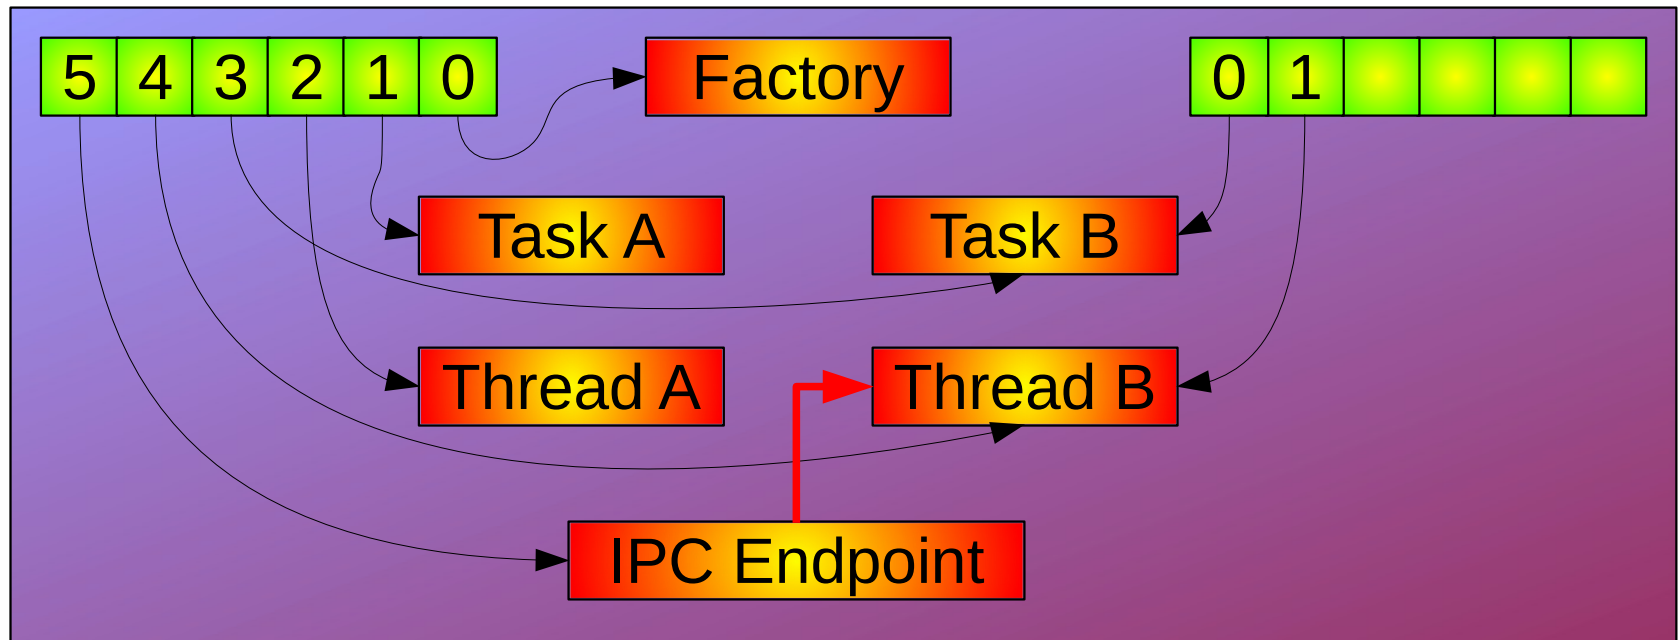 5 4 3 2 1 0
Factory
0 1
Task A
Task B
Thread A
Thread B
IPC Endpoint